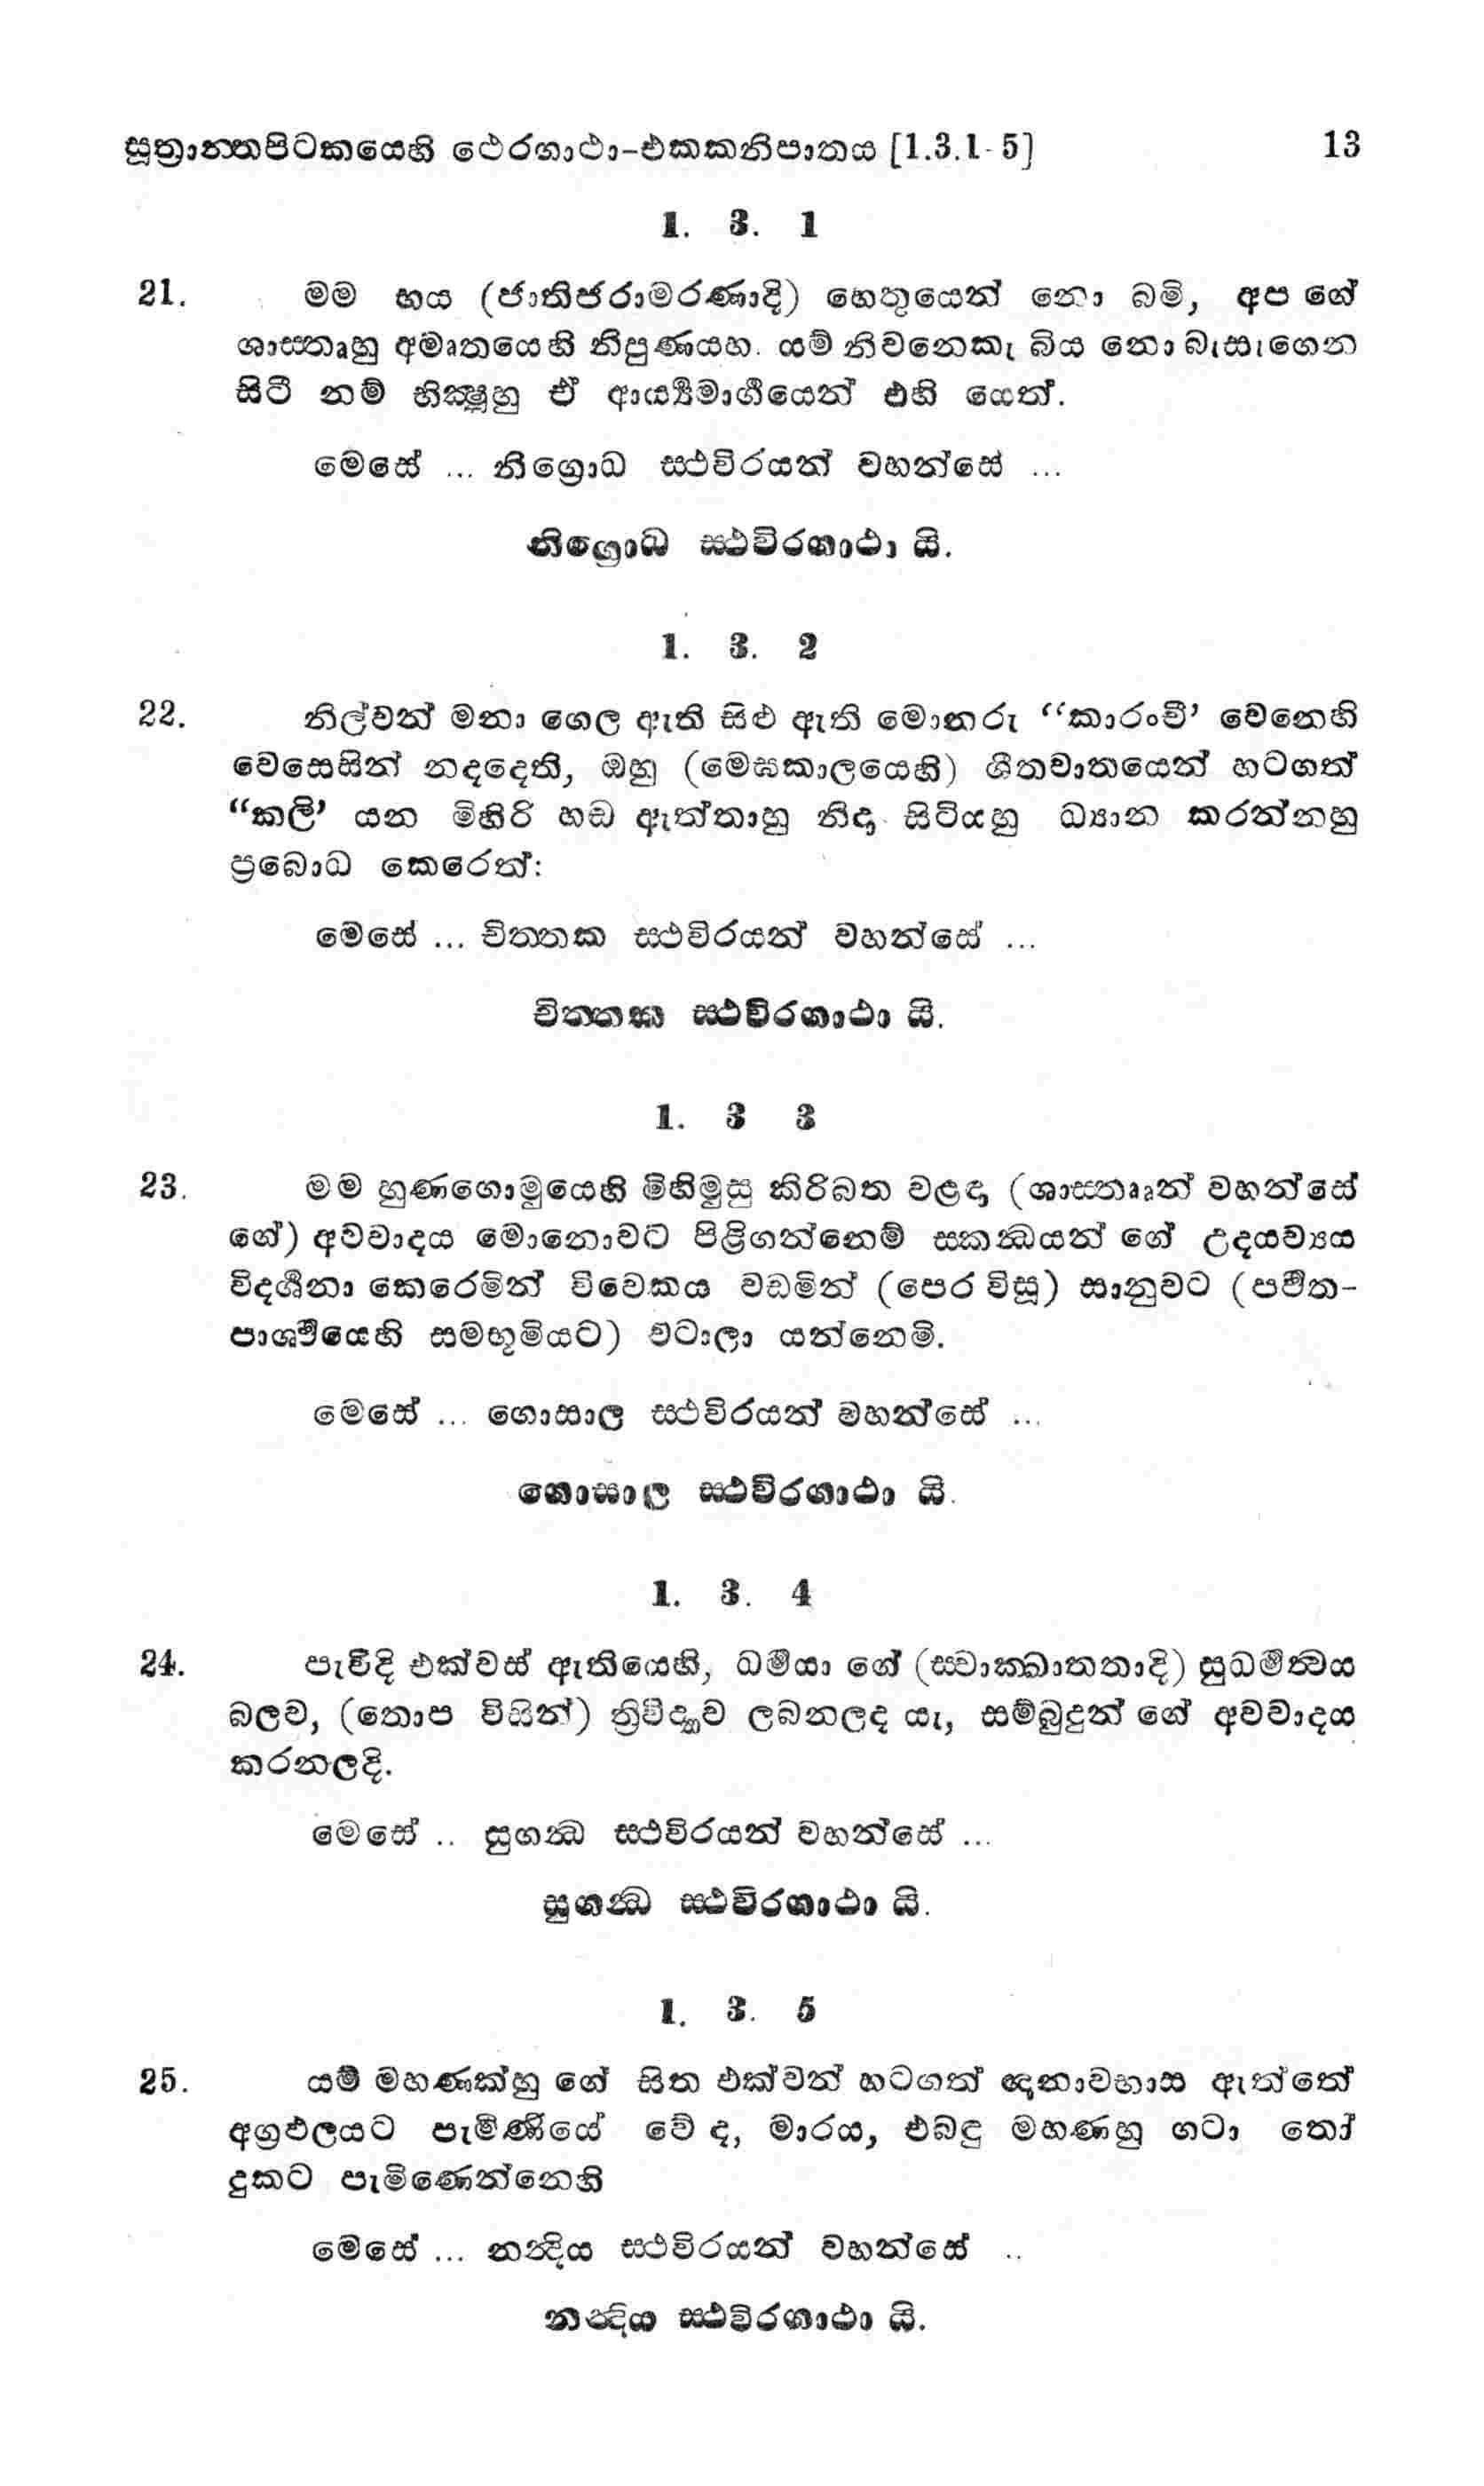 සූත්‍රාන්තපිටකයෙහි ථෙරගාථා-එකකනිපාතය [1.3.1-5] 13
1. 3. 1
21. මම භය (ජාතිජරාමරණාදි) හෙතුයෙන් නො බමි, අප ගේ
ශාස්තෘහු අමෘතයෙහි නිපුණයහ. යම් නිවනෙකැ බිය නො බැසැගෙන
සිටී නම් භික්ෂූහු ඒ ආර්‍ය්‍යමාර්‍ගයෙන් එහි යෙත්.
මෙසේ ... නිග්‍රොධ ස්ථවිරයන් වහන්සේ ...
නිග්‍රොධ ස්ථවිරගාථා යි.
1. 3. 2
22. නිල්වන් මනා ගෙල ඇති සිළු ඇති මොනරු “කාරංවී’ වෙනෙහි
වෙසෙසින් නදදෙති, ඔහු (මෙඝකාලයෙහි) ශීතවාතයෙන් හටගත්
“කලි’ යන මිහිරි හඬ ඇත්තාහු නිදා සිටියහු ධ්‍යාන කරන්නහු
ප්‍රබොධ කෙරෙත්:
මෙසේ ... චිත්තක ස්ථවිරයන් වහන්සේ ...
චිත්තක ස්ථවිරගාථා යි.
1. 3 3
23. මම හුණගොමුයෙහි මිහිමුසු කිරිබත වළඳා (ශාස්තෲන් වහන්සේ
ගේ) අවවාදය මොනොවට පිළිගන්නෙම් ස්කන්ධයන් ගේ උදයව්‍යය
විදර්‍ශනා කෙරෙමින් විවෙකය වඩමින් (පෙර විසූ) සානුවට (පර්‍වත-
පාර්‍ශ්වයෙහි සමභූමියට) එටාලා යන්නෙමි.
මෙසේ ... ගොසාල ස්ථවිරයන් වහන්සේ ...
ගොසාල ස්ථවිරගාථා යි.
1. 3. 4
24. පැවිදි එක්වස් ඇතියෙහි, ධර්‍මයා ගේ (ස්වාක්ඛාතතාදි) සුධර්‍මත්වය
බලව, (තොප විසින්) ත්‍රිවිද්‍යාව ලබනලද යැ, සම්බුදුන් ගේ අවවාදය
කරනලදි.
මෙසේ .. සුගන්ධ ස්ථවිරයන් වහන්සේ ...
සුගන්ධ ස්ථවිරගාථා යි.
1. 3. 5
25. යම් මහණක්හු ගේ සිත එක්වන් හටගත් ඥානාවභාස ඇත්තේ
අග්‍රඵලයට පැමිණියේ වේ ද, මාරය, එබඳු මහණහු ගටා තෝ
දුකට පැමිණෙන්නෙහි
මෙසේ ... නන්දිය ස්ථවිරයන් වහන්සේ ..
නන්දිය ස්ථවිරගාථා යි.